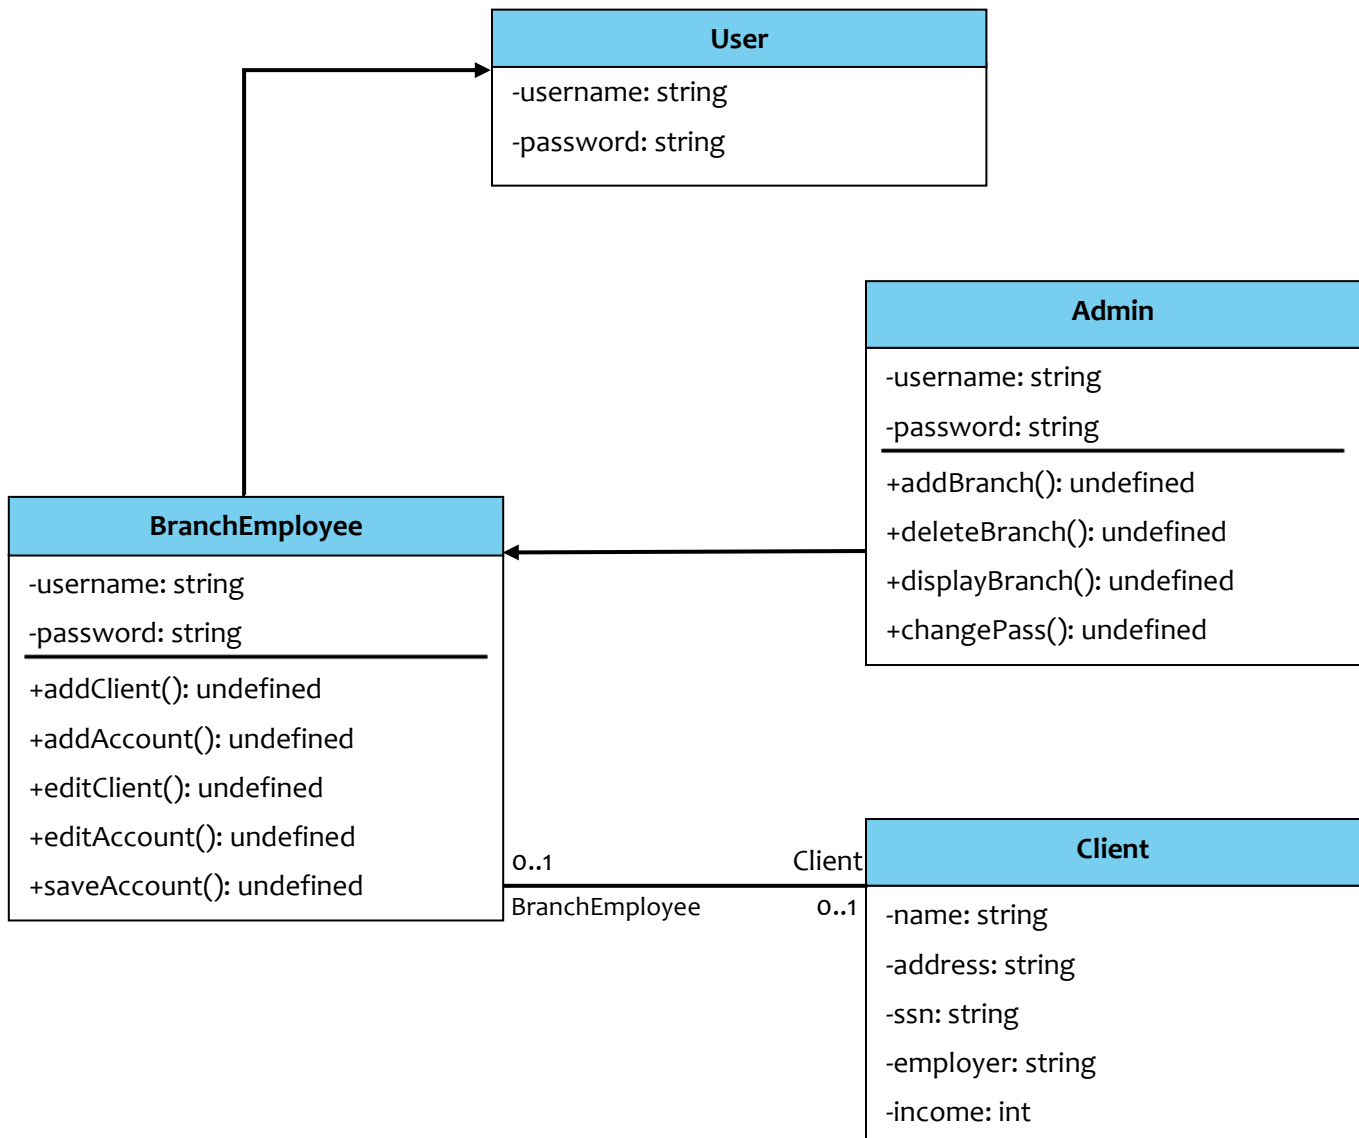 User
-username: string
-password: string
Admin
-username: string
-password: string
+addBranch(): undefined
+deleteBranch(): undefined
+displayBranch(): undefined
+changePass(): undefined
BranchEmployee
-username: string
-password: string
+addClient(): undefined
+addAccount(): undefined
+editClient(): undefined
+editAccount(): undefined
+saveAccount(): undefined
0..1 Client
BranchEmployee 0..1
Client
-name: string
-address: string
-ssn: string
-employer: string
-income: int